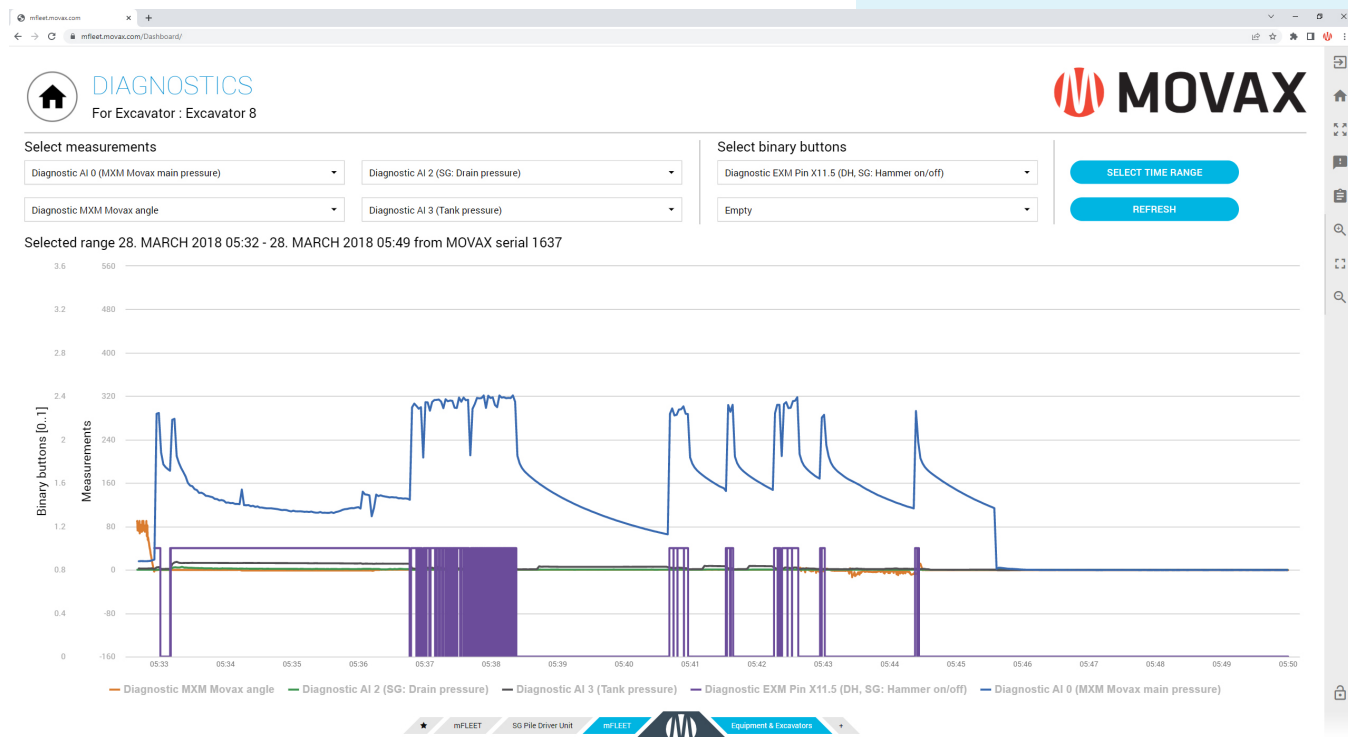 mfleet.movax.com
mfleet.movax.com/Dashboard/
DIAGNOSTICS
For Excavator : Excavator 8
MOVAX
Select measurements
Select binary buttons
Diagnostic AI 0 (MXM Movax main pressure)
Diagnostic AI 2 (SG: Drain pressure)
Diagnostic EXM Pin X11.5 (DH, SG: Hammer on/off)
SELECT TIME RANGE
Diagnostic MXM Movax angle
Diagnostic AI 3 (Tank pressure)
Empty
REFRESH
Selected range 28. MARCH 2018 05:32 - 28. MARCH 2018 05:49 from MOVAX serial 1637
3.6 560
3.2 480
2.8 400
2.4 320
2 240
1.6 160
1.2 80
0.8 0
0.4 -80
0 -160
Binary buttons [0..1]
Measurements
05:33 05:34 05:35 05:36 05:37 05:38 05:39 05:40 05:41 05:42 05:43 05:44 05:45 05:46 05:47 05:48 05:49 05:50
Diagnostic MXM Movax angle Diagnostic AI 2 (SG: Drain pressure) Diagnostic AI 3 (Tank pressure) Diagnostic EXM Pin X11.5 (DH, SG: Hammer on/off) Diagnostic AI 0 (MXM Movax main pressure)
mFLEET SG Pile Driver Unit mFLEET Equipment & Excavators +